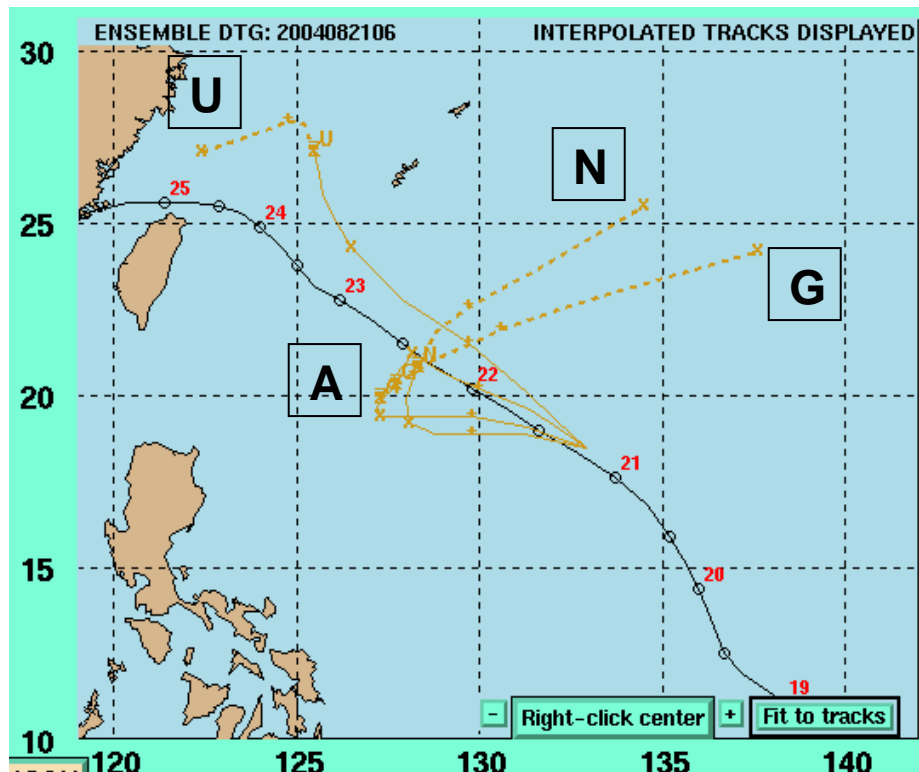 ENSEMBLE DTG: 2004082106 INTERPOLATED TRACKS DISPLAYED
30
U
N
U
25
25
24
G
23
N
A
G
22
20
21
15
20
19
- Right-click center + Fit to tracks
10
120 125 130 135 140